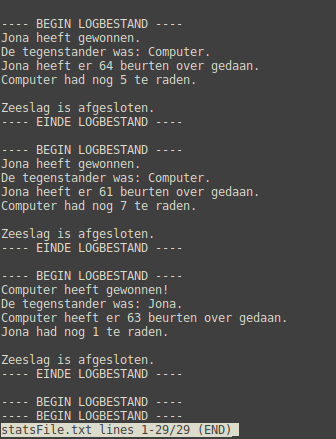 ---- BEGIN LOGBESTAND ----
Jona heeft gewonnen.
De tegenstander was: Computer.
Jona heeft er 64 beurten over gedaan.
Computer had nog 5 te raden.

Zeeslag is afgesloten.
---- EINDE LOGBESTAND ----

---- BEGIN LOGBESTAND ----
Jona heeft gewonnen.
De tegenstander was: Computer.
Jona heeft er 61 beurten over gedaan.
Computer had nog 7 te raden.

Zeeslag is afgesloten.
---- EINDE LOGBESTAND ----

---- BEGIN LOGBESTAND ----
Computer heeft gewonnen!
De tegenstander was: Jona.
Computer heeft er 63 beurten over gedaan.
Jona had nog 1 te raden.

Zeeslag is afgesloten.
---- EINDE LOGBESTAND ----

---- BEGIN LOGBESTAND ----
---- BEGIN LOGBESTAND ----
statsFile.txt lines 1-29/29 (END)